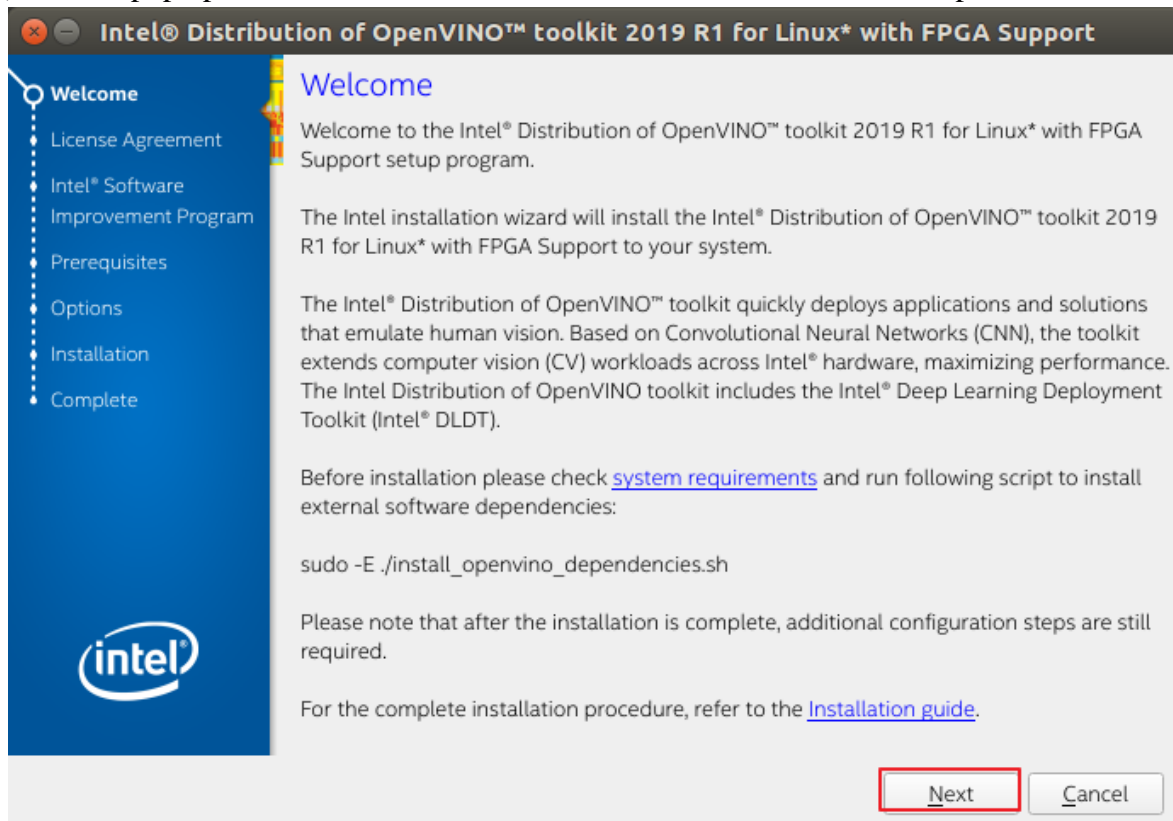 Intel® Distribution of OpenVINO™ toolkit 2019 R1 for Linux* with FPGA Support
Welcome
License Agreement
Intel® Software
Improvement Program
Prerequisites
Options
Installation
Complete
intel®
Welcome
Welcome to the Intel® Distribution of OpenVINO™ toolkit 2019 R1 for Linux* with FPGA
Support setup program.
The Intel installation wizard will install the Intel® Distribution of OpenVINO™ toolkit 2019
R1 for Linux* with FPGA Support to your system.
The Intel® Distribution of OpenVINO™ toolkit quickly deploys applications and solutions
that emulate human vision. Based on Convolutional Neural Networks (CNN), the toolkit
extends computer vision (CV) workloads across Intel® hardware, maximizing performance.
The Intel Distribution of OpenVINO toolkit includes the Intel® Deep Learning Deployment
Toolkit (Intel® DLDT).
Before installation please check system requirements and run following script to install
external software dependencies:
sudo -E ./install_openvino_dependencies.sh
Please note that after the installation is complete, additional configuration steps are still
required.
For the complete installation procedure, refer to the Installation guide.
Next
Cancel